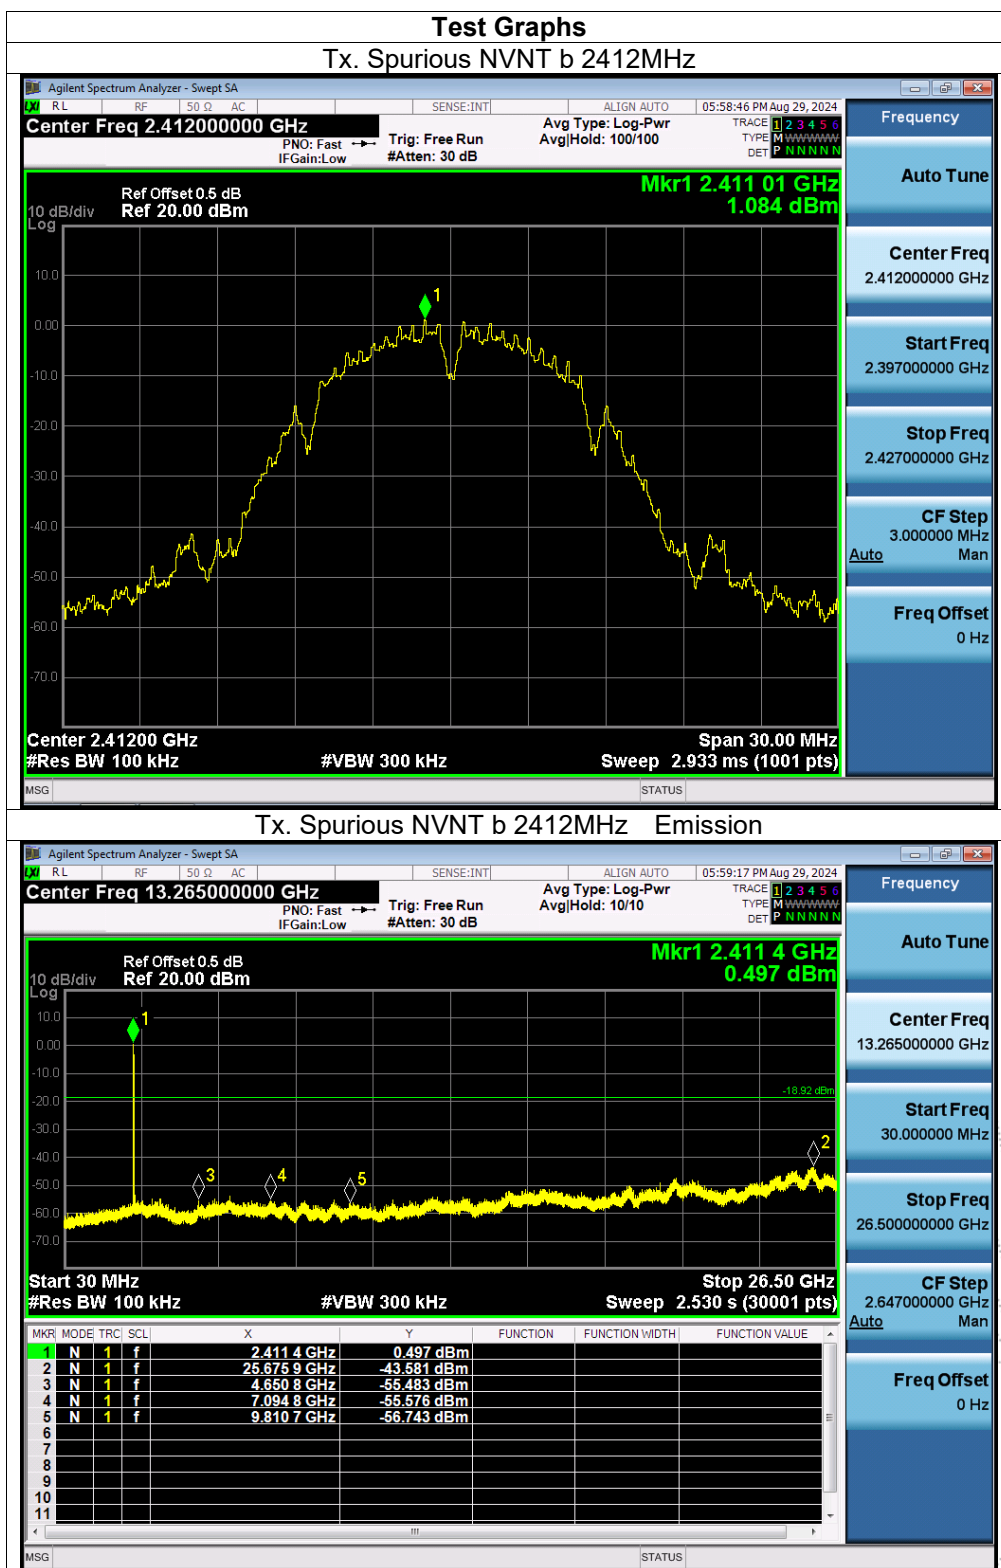 Test Graphs
Tx. Spurious NVNT b 2412MHz
Agilent Spectrum Analyzer - Swept SA
LXI RL RF 50 Ω AC SENSE:INT ALIGN AUTO 05:58:46 PM Aug 29, 2024
Center Freq 2.412000000 GHz
PNO: Fast
IFGain:Low
Trig: Free Run
#Atten: 30 dB
Avg Type: Log-Pwr
Avg|Hold: 100/100
TRACE 1 2 3 4 5 6
TYPE M WWWWW
DET P N N N N N
Mkr1 2.411 01 GHz
1.084 dBm
Ref Offset 0.5 dB
10 dB/div Ref 20.00 dBm
Log
10.0
0.00
-10.0
-20.0
-30.0
-40.0
-50.0
-60.0
-70.0
1
Center 2.41200 GHz Span 30.00 MHz
#Res BW 100 kHz #VBW 300 kHz Sweep 2.933 ms (1001 pts)
MSG STATUS
Frequency
Auto Tune
Center Freq
2.412000000 GHz
Start Freq
2.397000000 GHz
Stop Freq
2.427000000 GHz
CF Step
3.000000 MHz
Auto Man
Freq Offset
0 Hz
Tx. Spurious NVNT b 2412MHz Emission
Agilent Spectrum Analyzer - Swept SA
LXI RL RF 50 Ω AC SENSE:INT ALIGN AUTO 05:59:17 PM Aug 29, 2024
Center Freq 13.265000000 GHz
PNO: Fast
IFGain:Low
Trig: Free Run
#Atten: 30 dB
Avg Type: Log-Pwr
Avg|Hold: 10/10
TRACE 1 2 3 4 5 6
TYPE M WWWWW
DET P N N N N N
Mkr1 2.411 4 GHz
0.497 dBm
Ref Offset 0.5 dB
10 dB/div Ref 20.00 dBm
Log
10.0
0.00
-10.0
-20.0
-30.0
-40.0
-50.0
-60.0
-70.0
1
-18.92 dBm
2
3
4
5
Start 30 MHz Stop 26.50 GHz
#Res BW 100 kHz #VBW 300 kHz Sweep 2.530 s (30001 pts)
MKR MODE TRC SCL X Y FUNCTION FUNCTION WIDTH FUNCTION VALUE
1 N 1 f 2.411 4 GHz 0.497 dBm
2 N 1 f 25.675 9 GHz -43.581 dBm
3 N 1 f 4.650 8 GHz -55.483 dBm
4 N 1 f 7.094 8 GHz -55.576 dBm
5 N 1 f 9.810 7 GHz -56.743 dBm
6
7
8
9
10
11
MSG STATUS
Frequency
Auto Tune
Center Freq
13.265000000 GHz
Start Freq
30.000000 MHz
Stop Freq
26.500000000 GHz
CF Step
2.647000000 GHz
Auto Man
Freq Offset
0 Hz